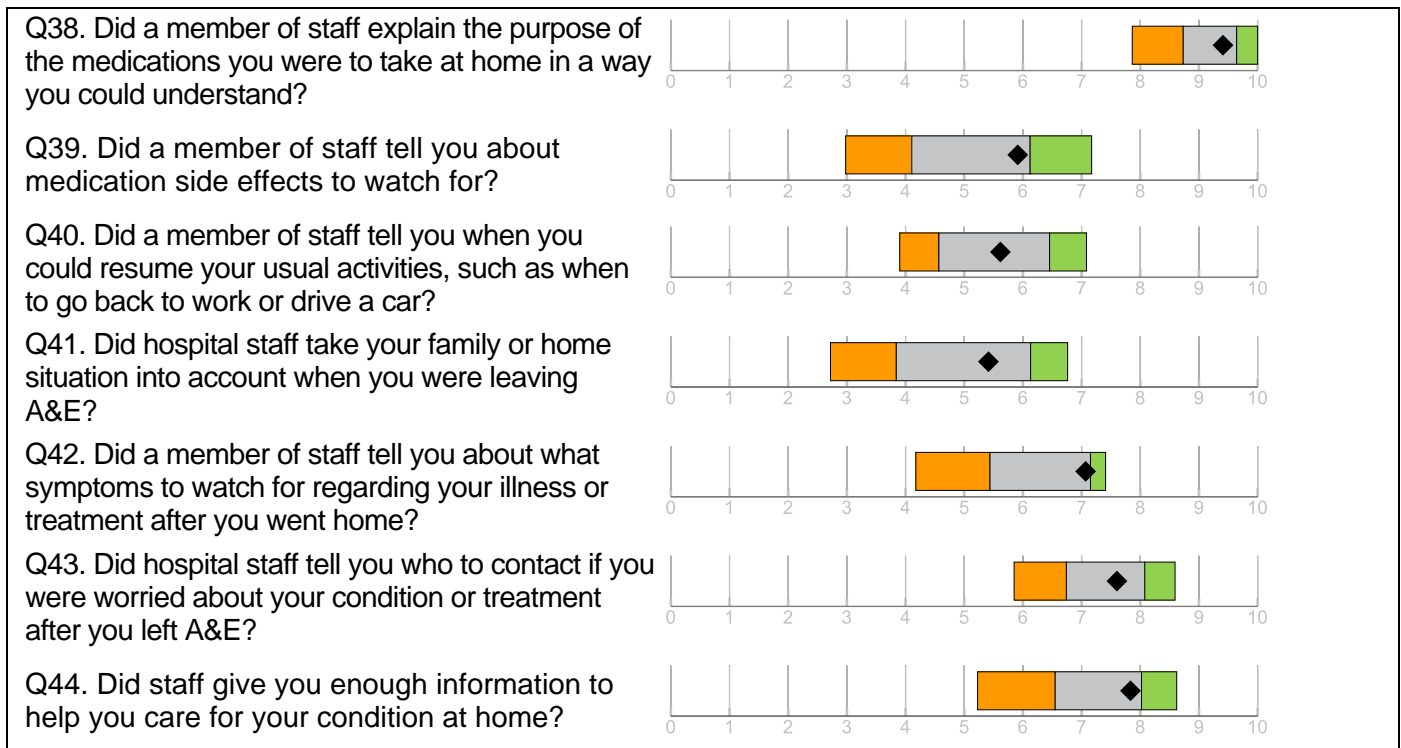 Q38. Did a member of staff explain the purpose of
the medications you were to take at home in a way
you could understand?
0 1 2 3 4 5 6 7 8 9 10
Q39. Did a member of staff tell you about
medication side effects to watch for?
0 1 2 3 4 5 6 7 8 9 10
Q40. Did a member of staff tell you when you
could resume your usual activities, such as when
to go back to work or drive a car?
0 1 2 3 4 5 6 7 8 9 10
Q41. Did hospital staff take your family or home
situation into account when you were leaving
A&E?
0 1 2 3 4 5 6 7 8 9 10
Q42. Did a member of staff tell you about what
symptoms to watch for regarding your illness or
treatment after you went home?
0 1 2 3 4 5 6 7 8 9 10
Q43. Did hospital staff tell you who to contact if you
were worried about your condition or treatment
after you left A&E?
0 1 2 3 4 5 6 7 8 9 10
Q44. Did staff give you enough information to
help you care for your condition at home?
0 1 2 3 4 5 6 7 8 9 10